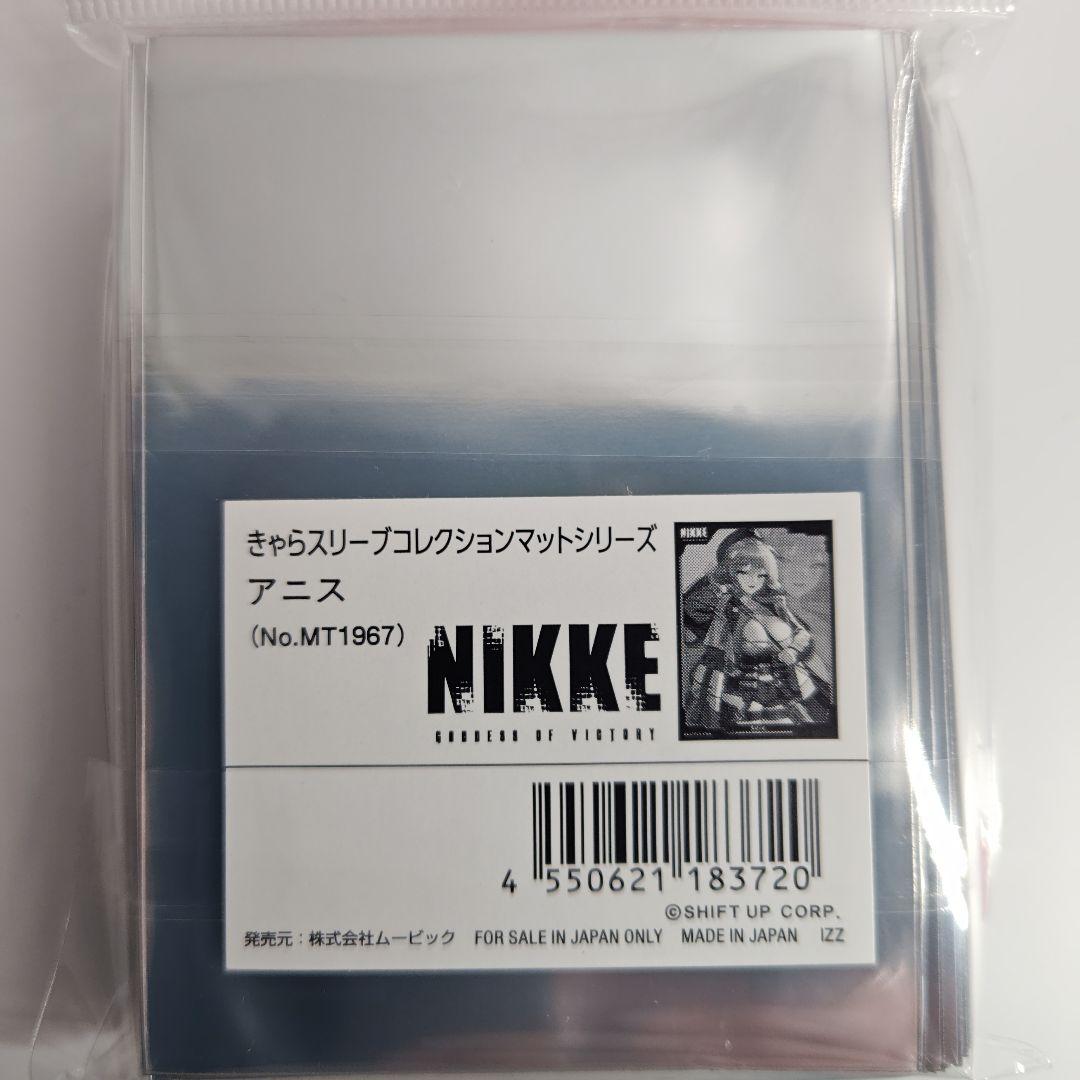 きゃらスリーブコレクションマットシリーズ
アニス
(No.MT1967)
NIKKE
GODDESS OF VICTORY
NIKKE
4 550621 183720
©SHIFT UP CORP.
発売元：株式会社ムービック FOR SALE IN JAPAN ONLY MADE IN JAPAN IZZ